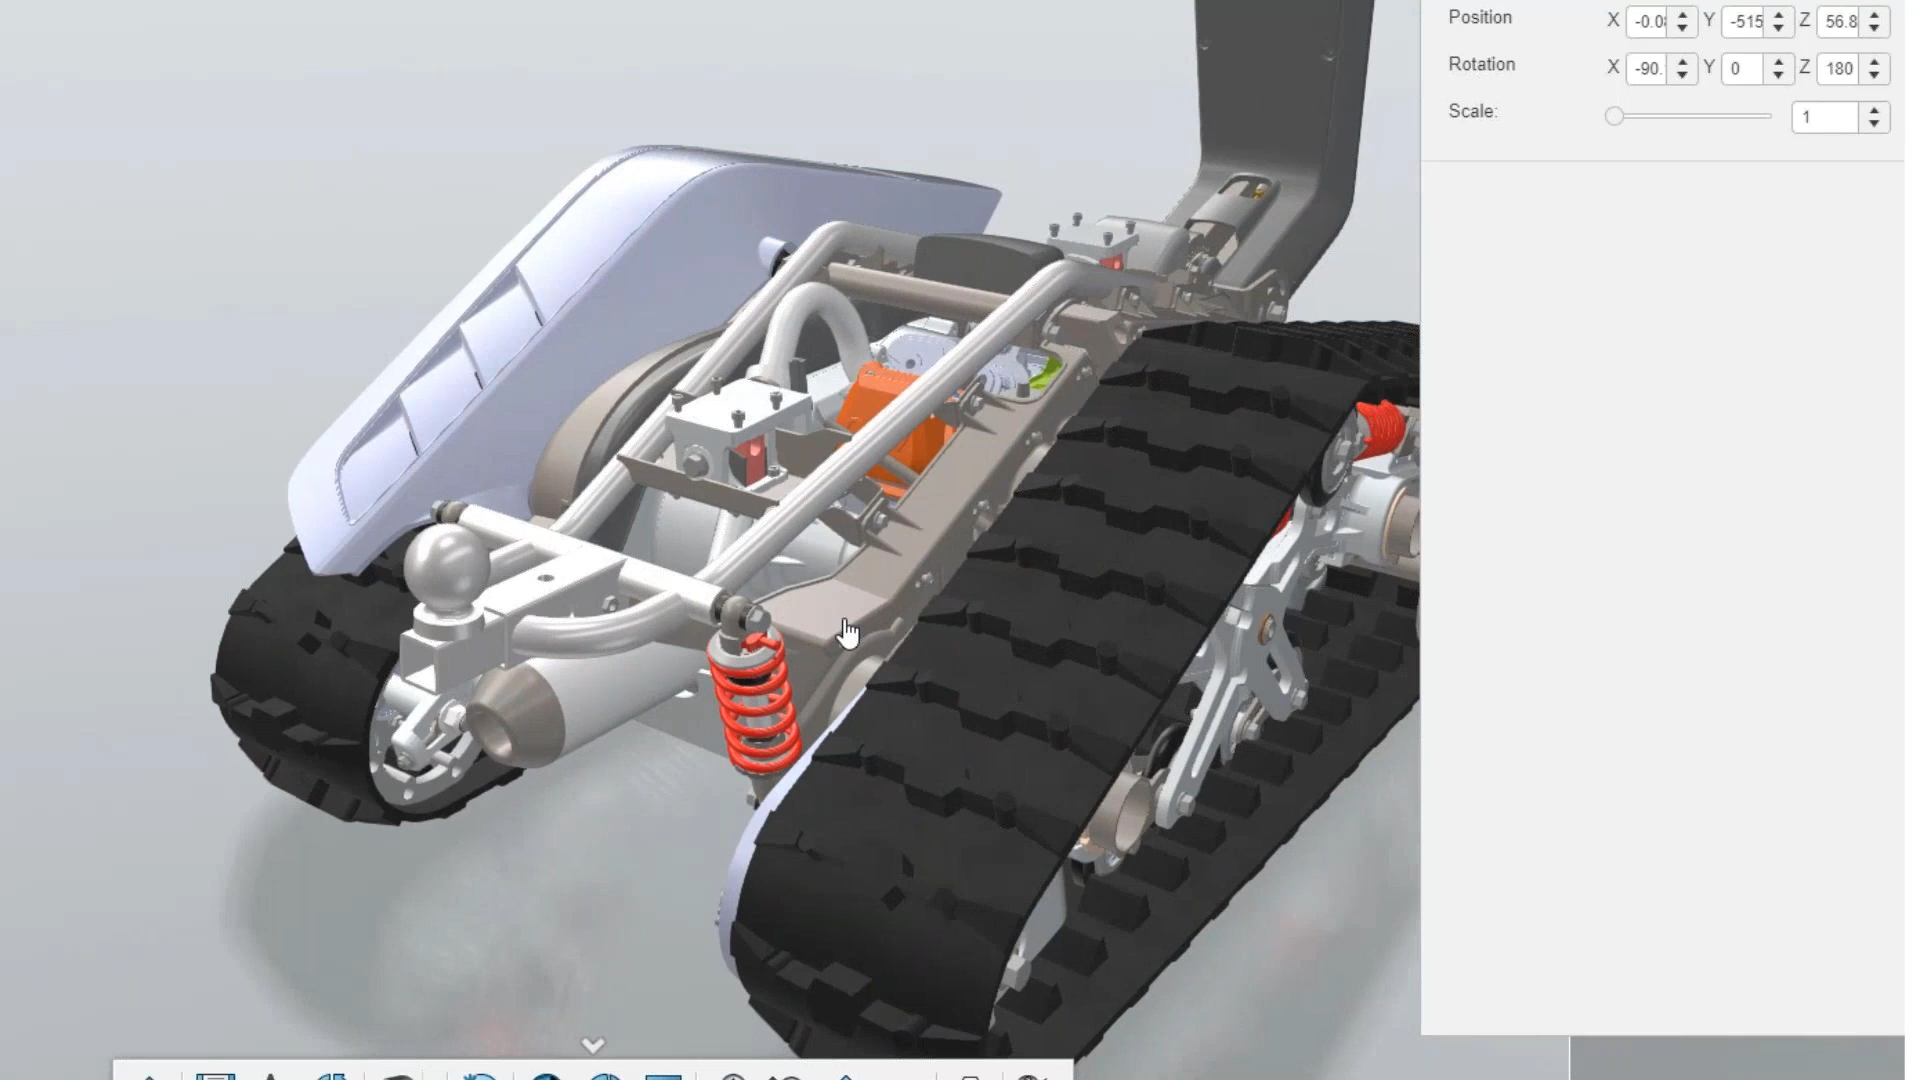 Position X -0.0 Y -515 Z 56.8
Rotation X -90. Y 0 Z 180
Scale: 1